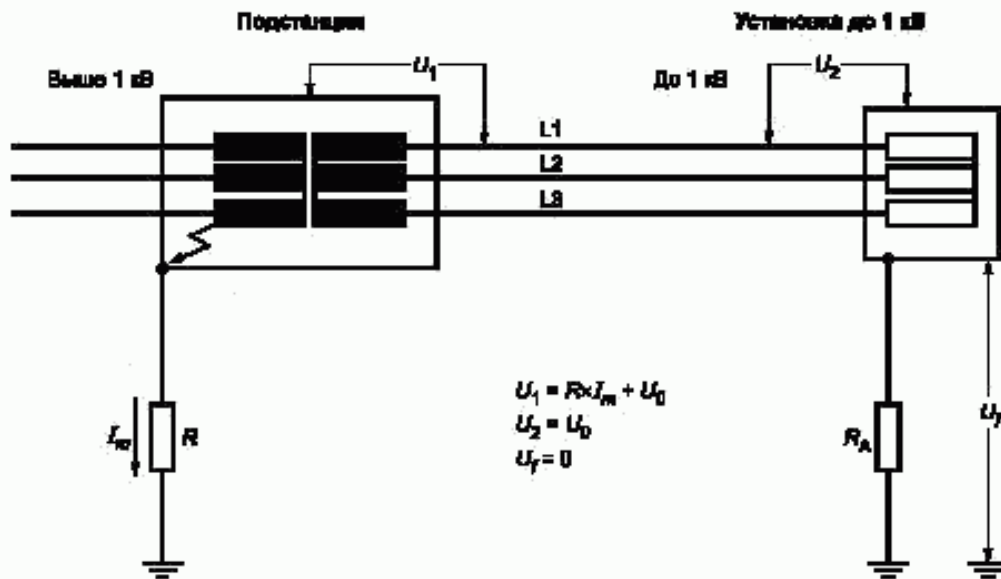 Подстанция
Установка до 1 кВ
Выше 1 кВ
U1
До 1 кВ
U2
L1
L2
L3
U1 = R×Im + U0
U2 = U0
Uf = 0
Im
R
RA
Uf